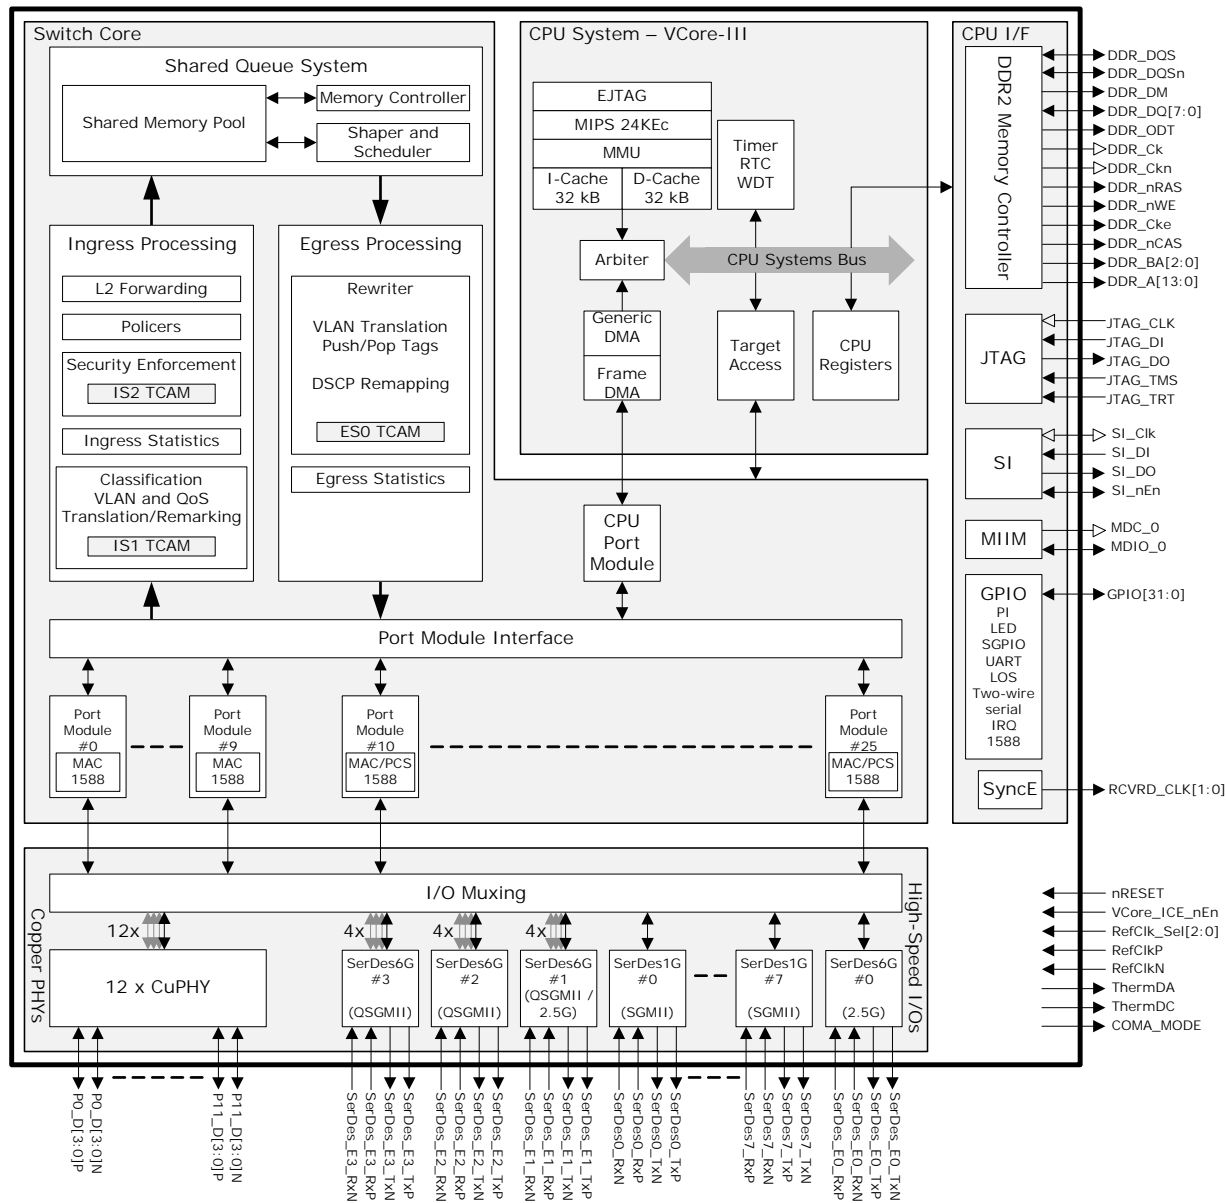 Switch Core
Shared Queue System
Shared Memory Pool
Memory Controller
Shaper and
Scheduler
Ingress Processing
L2 Forwarding
Policers
Security Enforcement
IS2 TCAM
Ingress Statistics
Classification
VLAN and QoS
Translation/Remarking
IS1 TCAM
Egress Processing
Rewriter
VLAN Translation
Push/Pop Tags
DSCP Remapping
ES0 TCAM
Egress Statistics
CPU System – VCore-III
EJTAG
MIPS 24KEc
MMU
I-Cache
32 kB
D-Cache
32 kB
Timer
RTC
WDT
Arbiter
CPU Systems Bus
Generic
DMA
Frame
DMA
Target
Access
CPU
Registers
CPU
Port
Module
Port Module Interface
Port
Module
#0
MAC
1588
Port
Module
#9
MAC
1588
Port
Module
#10
MAC/PCS
1588
Port
Module
#25
MAC/PCS
1588
CPU I/F
DDR2 Memory Controller
JTAG
SI
MIIM
GPIO
PI
LED
SGPIO
UART
LOS
Two-wire
serial
IRQ
1588
SyncE
DDR_DQS
DDR_DQSn
DDR_DM
DDR_DQ[7:0]
DDR_ODT
DDR_Ck
DDR_Ckn
DDR_nRAS
DDR_nWE
DDR_Cke
DDR_nCAS
DDR_BA[2:0]
DDR_A[13:0]
JTAG_CLK
JTAG_DI
JTAG_DO
JTAG_TMS
JTAG_TRT
SI_Clk
SI_DI
SI_DO
SI_nEn
MDC_0
MDIO_0
GPIO[31:0]
RCVRD_CLK[1:0]
nRESET
VCore_ICE_nEn
RefClk_Sel[2:0]
RefClkP
RefClkN
ThermDA
ThermDC
COMA_MODE
I/O Muxing
Copper PHYs
High-Speed I/Os
12x
4x
4x
4x
12 x CuPHY
SerDes6G
#3
(QSGMII)
SerDes6G
#2
(QSGMII)
SerDes6G
#1
(QSGMII /
2.5G)
SerDes1G
#0
(SGMII)
SerDes1G
#7
(SGMII)
SerDes6G
#0
(2.5G)
P0_D[3:0]P
P0_D[3:0]N
P11_D[3:0]P
P11_D[3:0]N
SerDes_E3_RxN
SerDes_E3_RxP
SerDes_E3_TxN
SerDes_E3_TxP
SerDes_E2_RxN
SerDes_E2_RxP
SerDes_E2_TxN
SerDes_E2_TxP
SerDes_E1_RxN
SerDes_E1_RxP
SerDes_E1_TxN
SerDes_E1_TxP
SerDes0_RxN
SerDes0_RxP
SerDes0_TxN
SerDes0_TxP
SerDes7_RxP
SerDes7_RxN
SerDes7_TxP
SerDes7_TxN
SerDes_E0_RxP
SerDes_E0_RxN
SerDes_E0_TxP
SerDes_E0_TxN